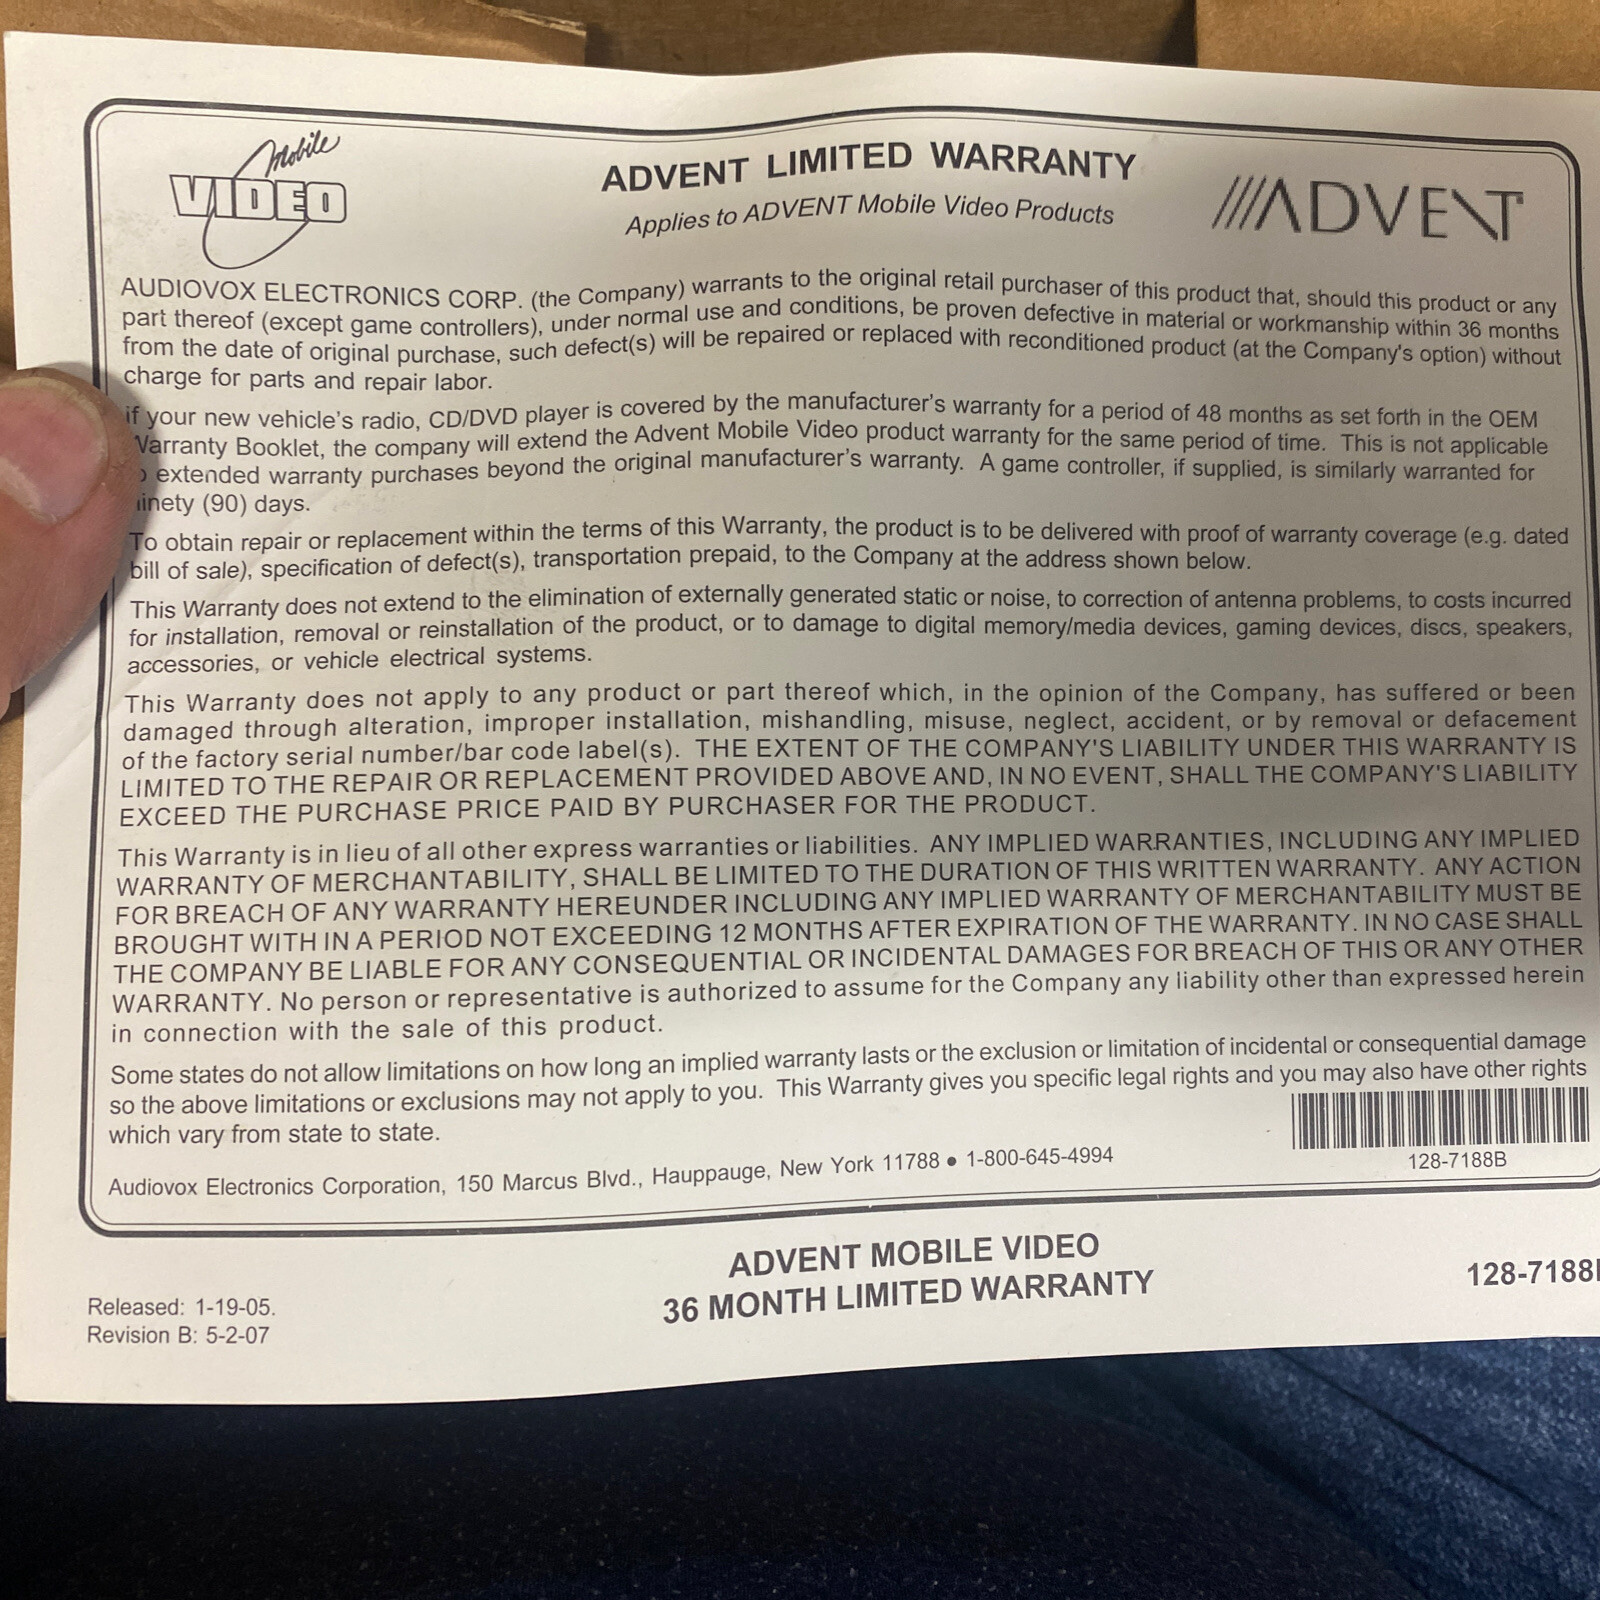 Mobile
VIDEO
ADVENT LIMITED WARRANTY
Applies to ADVENT Mobile Video Products
ADVENT
AUDIOVOX ELECTRONICS CORP. (the Company) warrants to the original retail purchaser of this product that, should this product or any
part thereof (except game controllers), under normal use and conditions, be proven defective in material or workmanship within 36 months
from the date of original purchase, such defect(s) will be repaired or replaced with reconditioned product (at the Company's option) without
charge for parts and repair labor.
if your new vehicle's radio, CD/DVD player is covered by the manufacturer's warranty for a period of 48 months as set forth in the OEM
Warranty Booklet, the company will extend the Advent Mobile Video product warranty for the same period of time. This is not applicable
extended warranty purchases beyond the original manufacturer's warranty. A game controller, if supplied, is similarly warranted for
inety (90) days.
To obtain repair or replacement within the terms of this Warranty, the product is to be delivered with proof of warranty coverage (e.g. dated
bill of sale), specification of defect(s), transportation prepaid, to the Company at the address shown below.
This Warranty does not extend to the elimination of externally generated static or noise, to correction of antenna problems, to costs incurred
for installation, removal or reinstallation of the product, or to damage to digital memory/media devices, gaming devices, discs, speakers,
accessories, or vehicle electrical systems.
This Warranty does not apply to any product or part thereof which, in the opinion of the Company, has suffered or been
damaged through alteration, improper installation, mishandling, misuse, neglect, accident, or by removal or defacement
of the factory serial number/bar code label(s). THE EXTENT OF THE COMPANY'S LIABILITY UNDER THIS WARRANTY IS
LIMITED TO THE REPAIR OR REPLACEMENT PROVIDED ABOVE AND, IN NO EVENT, SHALL THE COMPANY'S LIABILITY
EXCEED THE PURCHASE PRICE PAID BY PURCHASER FOR THE PRODUCT.
This Warranty is in lieu of all other express warranties or liabilities. ANY IMPLIED WARRANTIES, INCLUDING ANY IMPLIED
WARRANTY OF MERCHANTABILITY, SHALL BE LIMITED TO THE DURATION OF THIS WRITTEN WARRANTY. ANY ACTION
FOR BREACH OF ANY WARRANTY HEREUNDER INCLUDING ANY IMPLIED WARRANTY OF MERCHANTABILITY MUST BE
BROUGHT WITH IN A PERIOD NOT EXCEEDING 12 MONTHS AFTER EXPIRATION OF THE WARRANTY. IN NO CASE SHALL
THE COMPANY BE LIABLE FOR ANY CONSEQUENTIAL OR INCIDENTAL DAMAGES FOR BREACH OF THIS OR ANY OTHER
WARRANTY. No person or representative is authorized to assume for the Company any liability other than expressed herein
in connection with the sale of this product.
Some states do not allow limitations on how long an implied warranty lasts or the exclusion or limitation of incidental or consequential damage
so the above limitations or exclusions may not apply to you. This Warranty gives you specific legal rights and you may also have other rights
which vary from state to state.
Audiovox Electronics Corporation, 150 Marcus Blvd., Hauppauge, New York 11788 • 1-800-645-4994
128-7188B
ADVENT MOBILE VIDEO
36 MONTH LIMITED WARRANTY
128-7188
Released: 1-19-05.
Revision B: 5-2-07